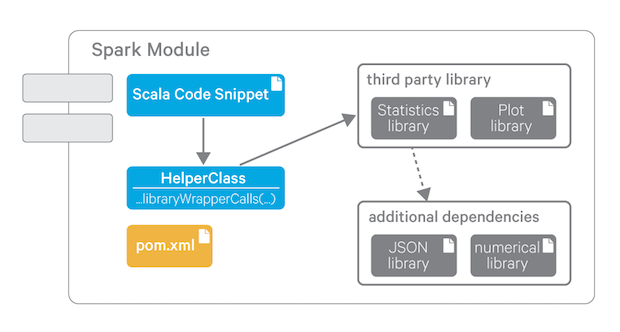 Spark Module
Scala Code Snippet
HelperClass
...libraryWrapperCalls(...)
pom.xml
third party library
Statistics
library
Plot
library
additional dependencies
JSON
library
numerical
library